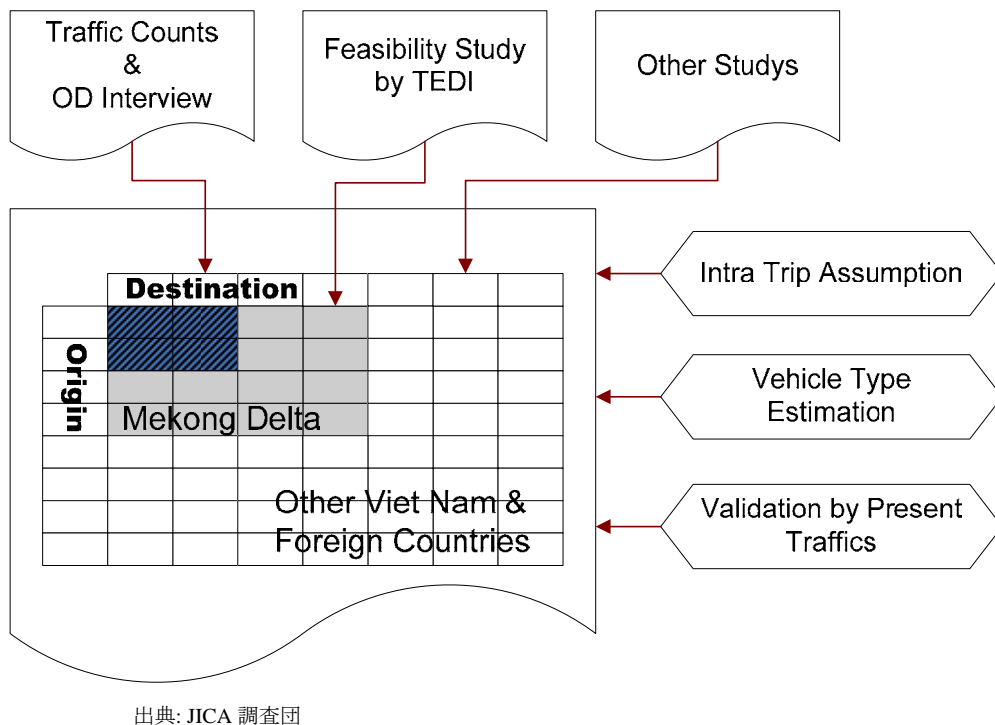 Traffic Counts
&
OD Interview
Feasibility Study
by TEDI
Other Studys
Destination
Origin
Mekong Delta
Other Viet Nam &
Foreign Countries
Intra Trip Assumption
Vehicle Type
Estimation
Validation by Present
Traffics
出典: JICA 調査団